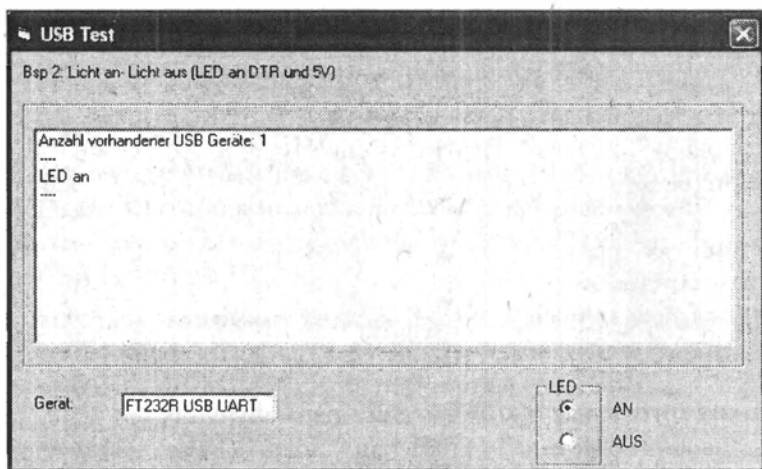 USB Test
Bsp 2: Licht an- Licht aus (LED an DTR und 5V)
Anzahl vorhandener USB Geräte: 1
----
LED an
----
Gerät:
FT232R USB UART
LED
AN
AUS